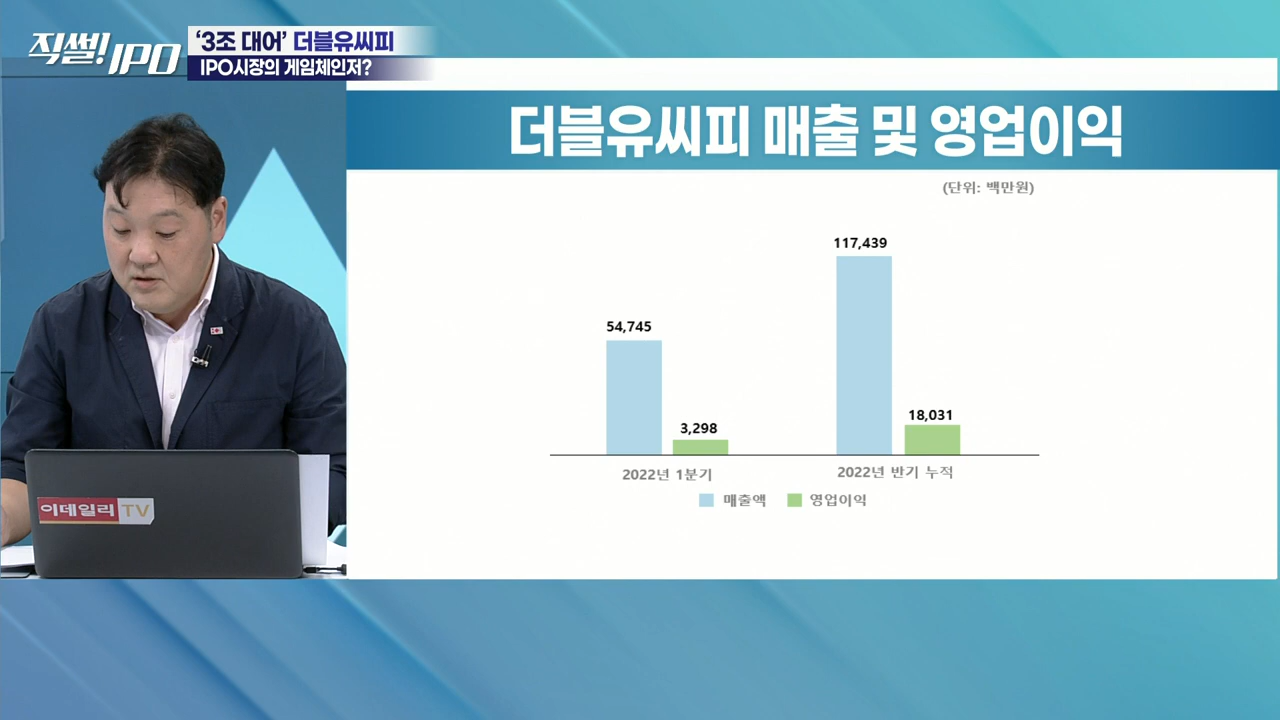 직썰! IPO
‘3조 대어’ 더블유씨피
IPO시장의 게임체인저?
더블유씨피 매출 및 영업이익
(단위: 백만원)
117,439
54,745
18,031
3,298
2022년 1분기
2022년 반기 누적
매출액
영업이익
이데일리TV